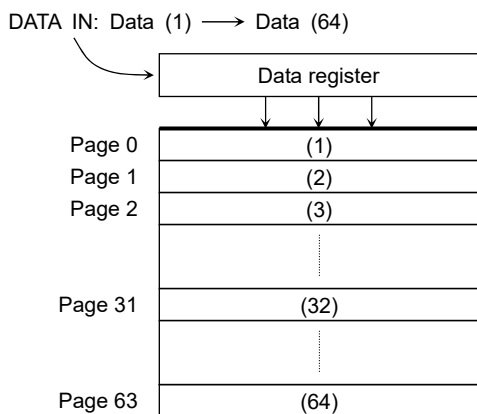 DATA IN: Data (1) ⟶ Data (64)
Data register
Page 0 (1)
Page 1 (2)
Page 2 (3)
Page 31 (32)
Page 63 (64)